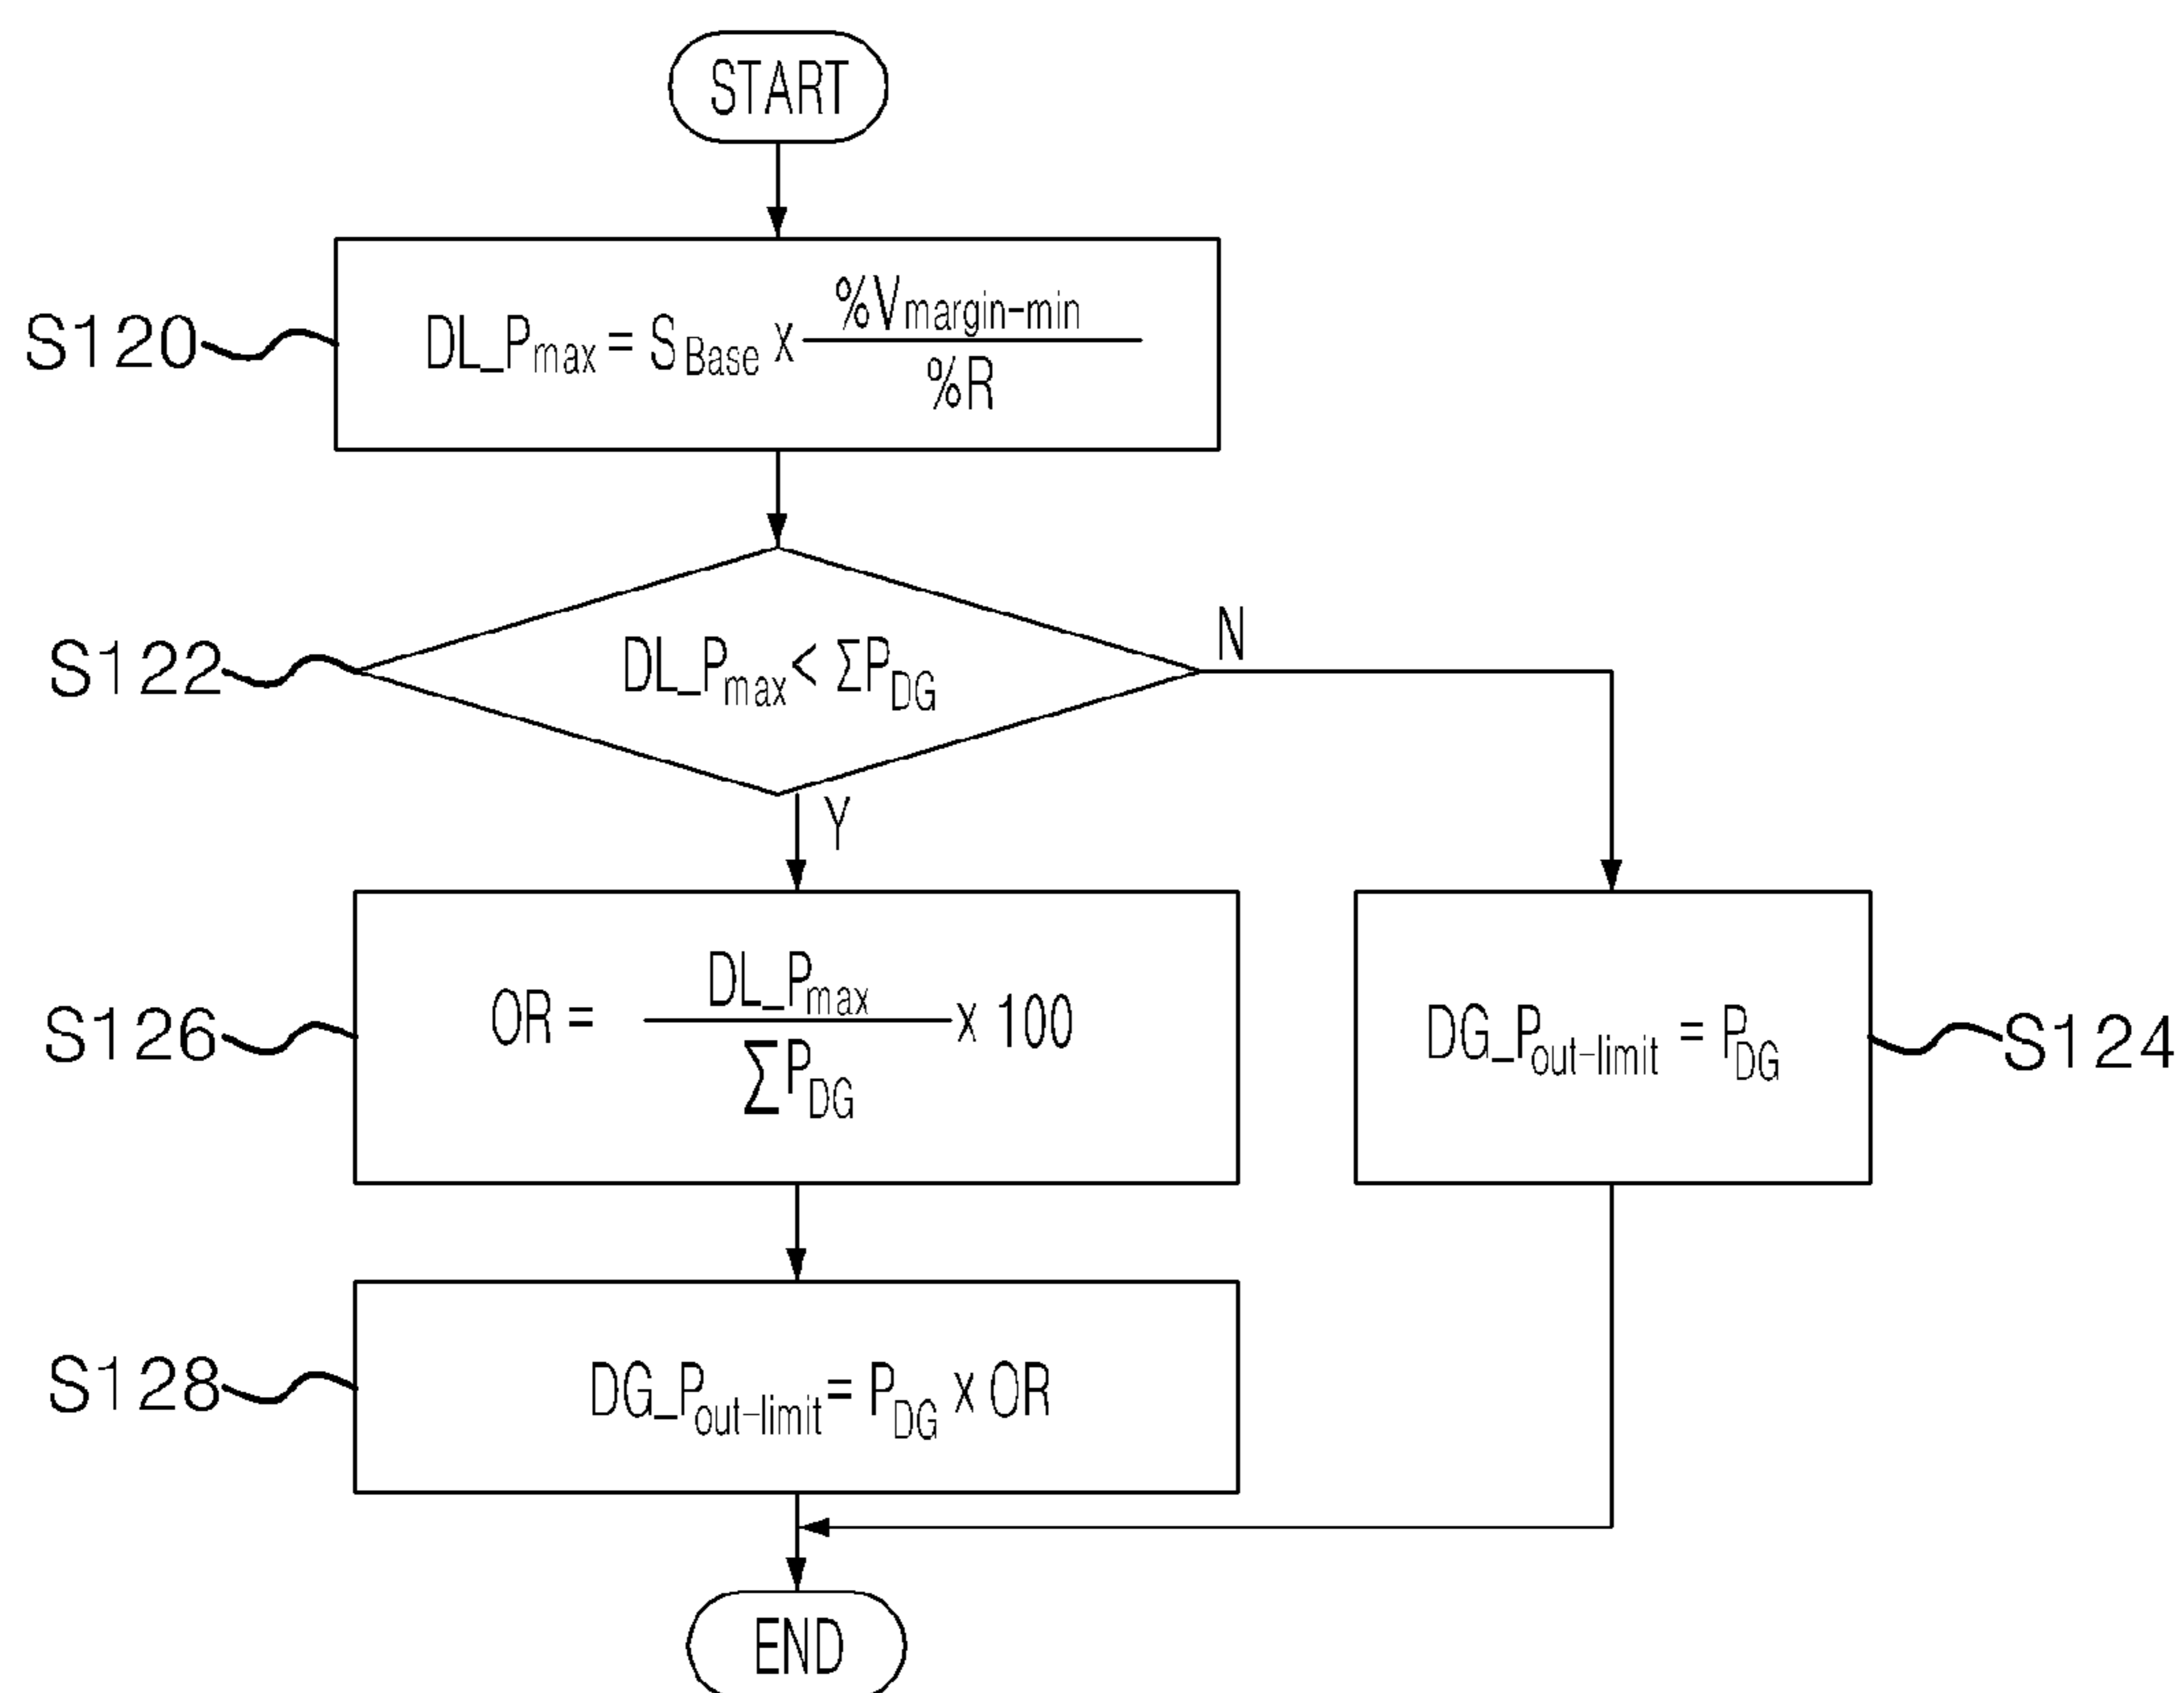 START
S120
DL_Pmax = SBase x %Vmargin-min / %R
S122
DL_Pmax < ΣPDG
N
Y
S126
OR = DL_Pmax / ΣPDG x 100
DG_Pout-limit = PDG
S124
S128
DG_Pout-limit = PDG x OR
END